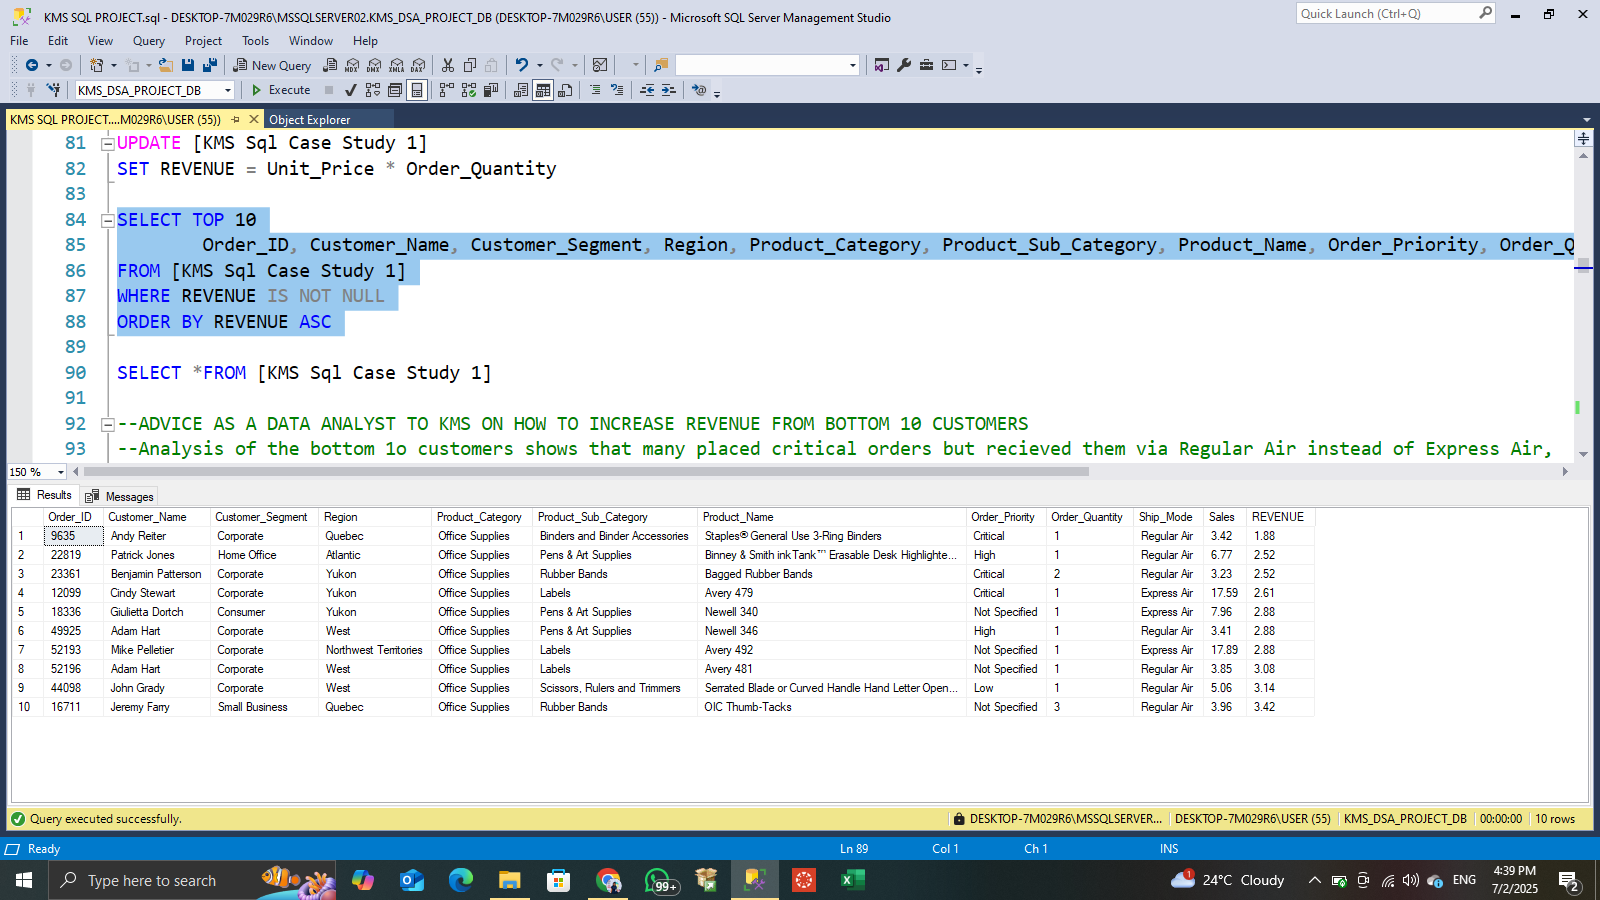 KMS SQL PROJECT.sql - DESKTOP-7M029R6\MSSQLSERVER02.KMS_DSA_PROJECT_DB (DESKTOP-7M029R6\USER (55)) - Microsoft SQL Server Management Studio
Quick Launch (Ctrl+Q)
File Edit View Query Project Tools Window Help
New Query MDX DMX XMLA DAX
KMS_DSA_PROJECT_DB Execute
KMS SQL PROJECT....M029R6\USER (55)) Object Explorer
81 UPDATE [KMS Sql Case Study 1]
82 SET REVENUE = Unit_Price * Order_Quantity
83
84 SELECT TOP 10
85 Order_ID, Customer_Name, Customer_Segment, Region, Product_Category, Product_Sub_Category, Product_Name, Order_Priority, Order_Q
86 FROM [KMS Sql Case Study 1]
87 WHERE REVENUE IS NOT NULL
88 ORDER BY REVENUE ASC
89
90 SELECT *FROM [KMS Sql Case Study 1]
91
92 --ADVICE AS A DATA ANALYST TO KMS ON HOW TO INCREASE REVENUE FROM BOTTOM 10 CUSTOMERS
93 --Analysis of the bottom 1o customers shows that many placed critical orders but recieved them via Regular Air instead of Express Air,
150 %
Results Messages
Order_ID Customer_Name Customer_Segment Region Product_Category Product_Sub_Category Product_Name Order_Priority Order_Quantity Ship_Mode Sales REVENUE
1 9635 Andy Reiter Corporate Quebec Office Supplies Binders and Binder Accessories Staples® General Use 3-Ring Binders Critical 1 Regular Air 3.42 1.88
2 22819 Patrick Jones Home Office Atlantic Office Supplies Pens & Art Supplies Binney & Smith inkTank™ Erasable Desk Highlighte... High 1 Regular Air 6.77 2.52
3 23361 Benjamin Patterson Corporate Yukon Office Supplies Rubber Bands Bagged Rubber Bands Critical 2 Regular Air 3.23 2.52
4 12099 Cindy Stewart Corporate Yukon Office Supplies Labels Avery 479 Critical 1 Express Air 17.59 2.61
5 18336 Giulietta Dortch Consumer Yukon Office Supplies Pens & Art Supplies Newell 340 Not Specified 1 Regular Air 7.96 2.88
6 49925 Adam Hart Corporate West Office Supplies Pens & Art Supplies Newell 346 High 1 Regular Air 3.41 2.88
7 52193 Mike Pelletier Corporate Northwest Territories Office Supplies Labels Avery 492 Not Specified 1 Express Air 17.89 2.88
8 52196 Adam Hart Corporate West Office Supplies Labels Avery 481 Not Specified 1 Regular Air 3.85 3.08
9 44098 John Grady Corporate West Office Supplies Scissors, Rulers and Trimmers Serrated Blade or Curved Handle Hand Letter Open... Low 1 Regular Air 5.06 3.14
10 16711 Jeremy Farry Small Business Quebec Office Supplies Rubber Bands OIC Thumb-Tacks Not Specified 3 Regular Air 3.96 3.42
Query executed successfully. DESKTOP-7M029R6\MSSQLSERVER... DESKTOP-7M029R6\USER (55) KMS_DSA_PROJECT_DB 00:00:00 10 rows
Ready Ln 89 Col 1 Ch 1 INS
Type here to search 99+ 1 24°C Cloudy ENG 4:39 PM
7/2/2025 2